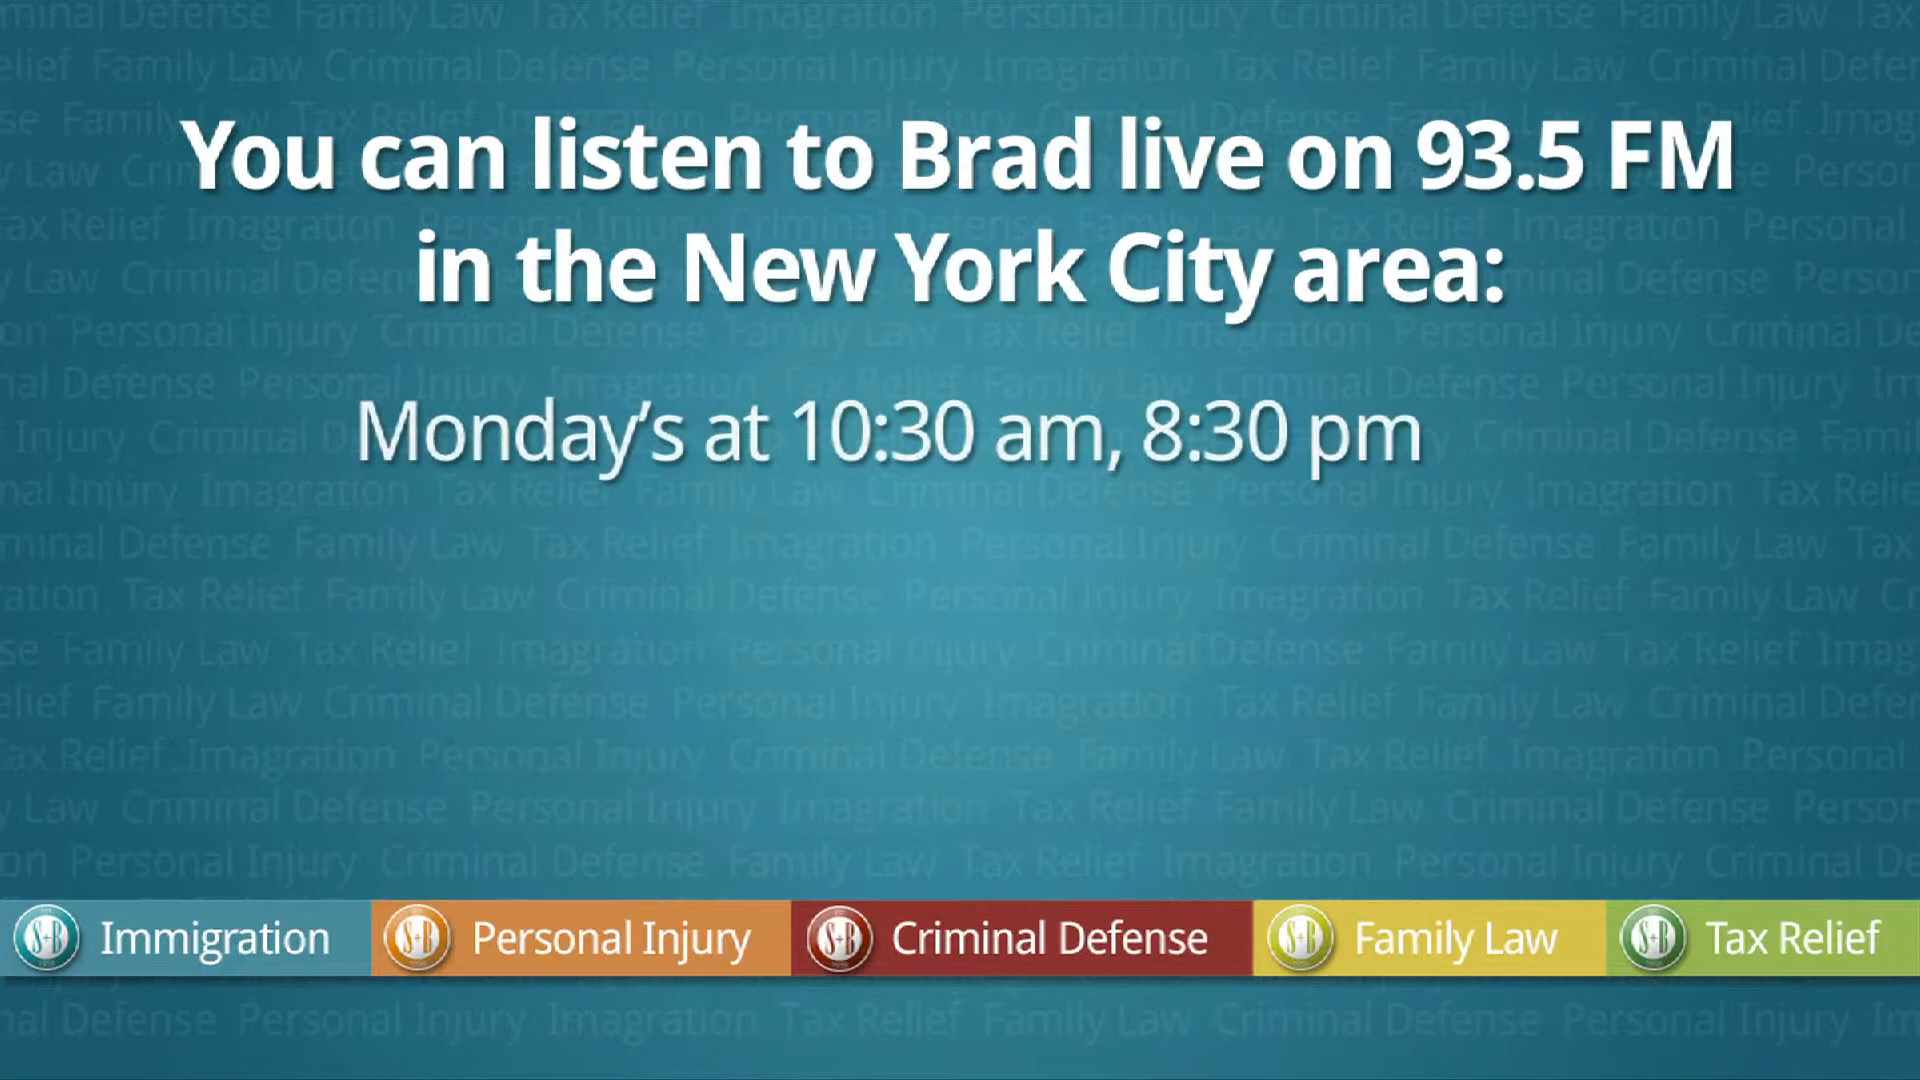 You can listen to Brad live on 93.5 FM
in the New York City area:
Monday's at 10:30 am, 8:30 pm
S+B Immigration S+B Personal Injury S+B Criminal Defense S+B Family Law S+B Tax Relief